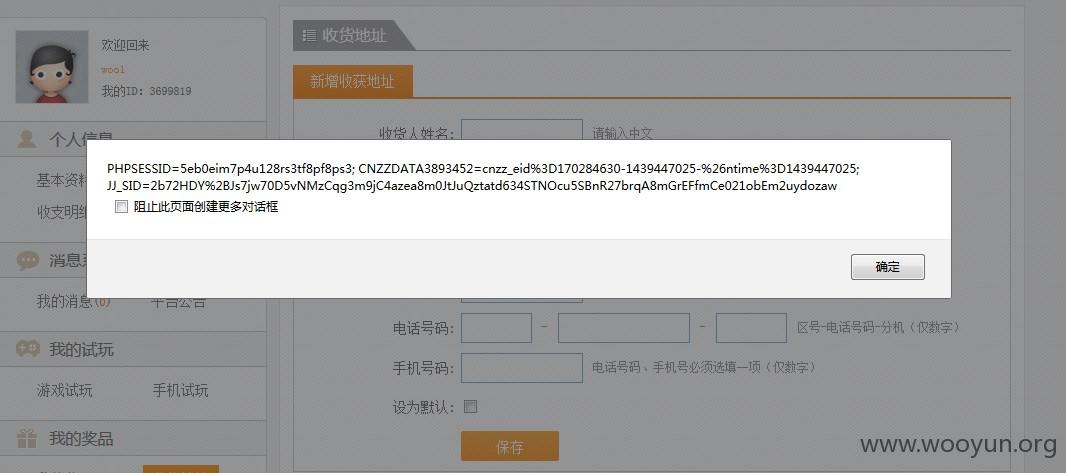 欢迎回来
wool
我的ID: 3699819
个人信息
基本资料
收支明细
我的消息(0)
平台公告
我的试玩
游戏试玩
手机试玩
我的奖品
收货地址
新增收获地址
收货人姓名:
请输入中文
PHPSESSID=5eb0eim7p4u128rs3tf8pf8ps3; CNZZDATA3893452=cnzz_eid%3D170284630-1439447025-%26ntime%3D1439447025;
JJ_SID=2b72HDY%2BJs7jw70D5vNMzCqg3m9jC4azea8m0JtJuQztatd634STNOcu5SBnR27brqA8mGrEFfmCe021obEm2uydozaw
阻止此页面创建更多对话框
确定
电话号码: - - 区号-电话号码-分机（仅数字）
手机号码: 电话号码、手机号必须选填一项（仅数字）
设为默认:
保存
www.wooyun.org